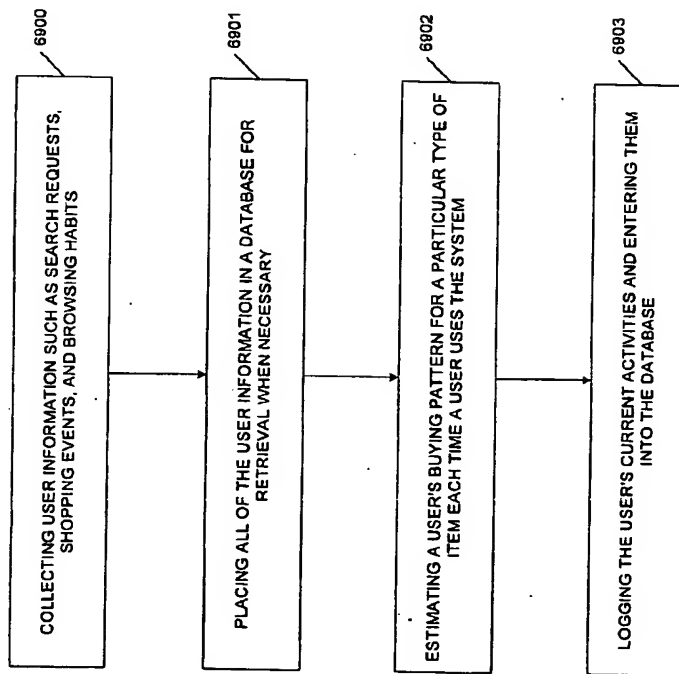 6900
COLLECTING USER INFORMATION SUCH AS SEARCH REQUESTS,
SHOPPING EVENTS, AND BROWSING HABITS
6901
PLACING ALL OF THE USER INFORMATION IN A DATABASE FOR
RETRIEVAL WHEN NECESSARY
6902
ESTIMATING A USER'S BUYING PATTERN FOR A PARTICULAR TYPE OF
ITEM EACH TIME A USER USES THE SYSTEM
6903
LOGGING THE USER'S CURRENT ACTIVITIES AND ENTERING THEM
INTO THE DATABASE